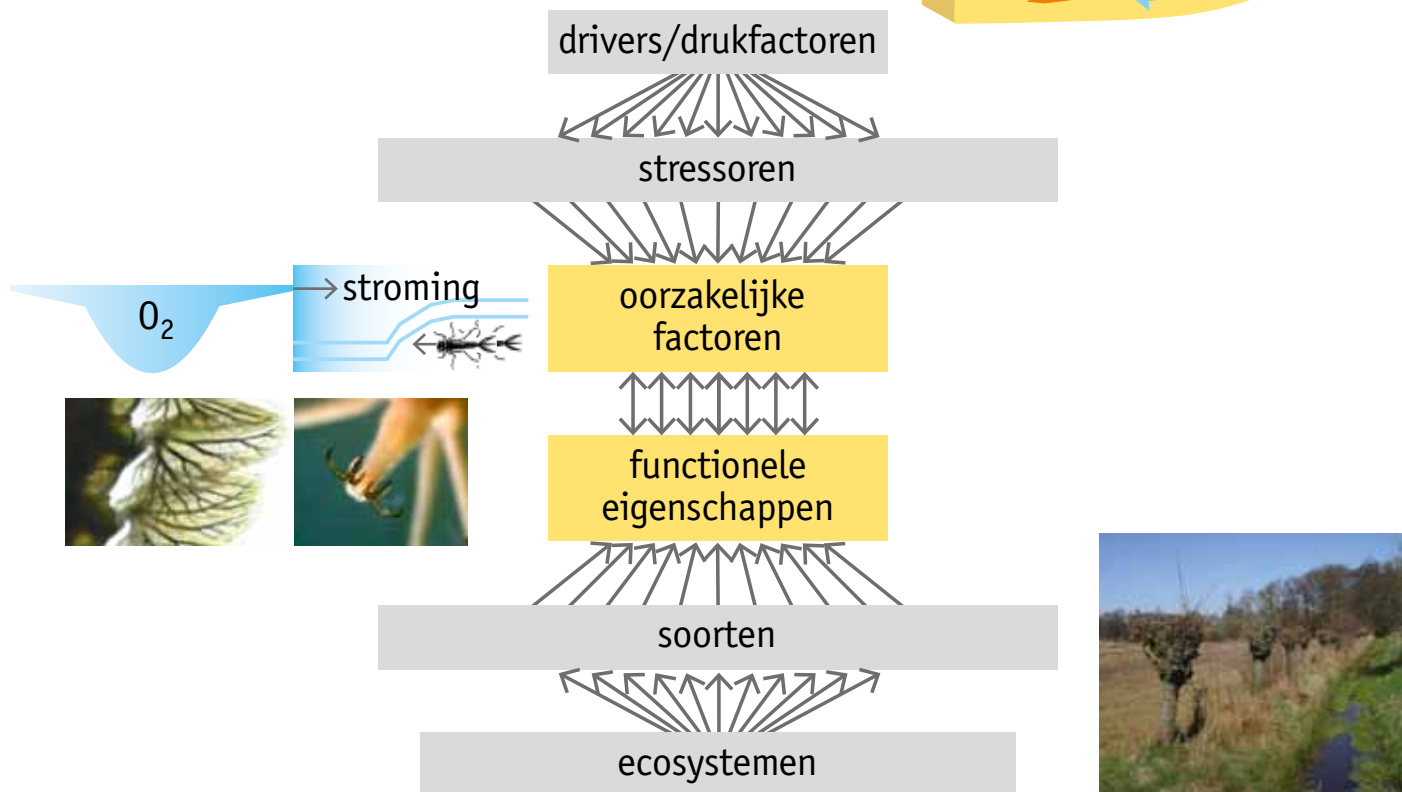 drivers/drukfactoren
stressoren
O₂
stroming
oorzakelijke
factoren
functionele
eigenschappen
soorten
ecosystemen